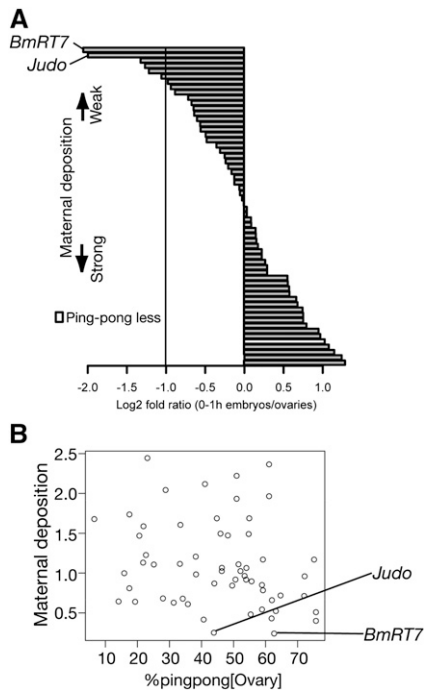 A
BmRT7
Judo
Maternal deposition
Weak
Strong
Ping-pong less
-2.0 -1.5 -1.0 -0.5 0.0 0.5 1.0
Log2 fold ratio (0-1h embryos/ovaries)
B
Maternal deposition
2.5
2.0
1.5
1.0
0.5
Judo
BmRT7
10 20 30 40 50 60 70
%pingpong[Ovary]